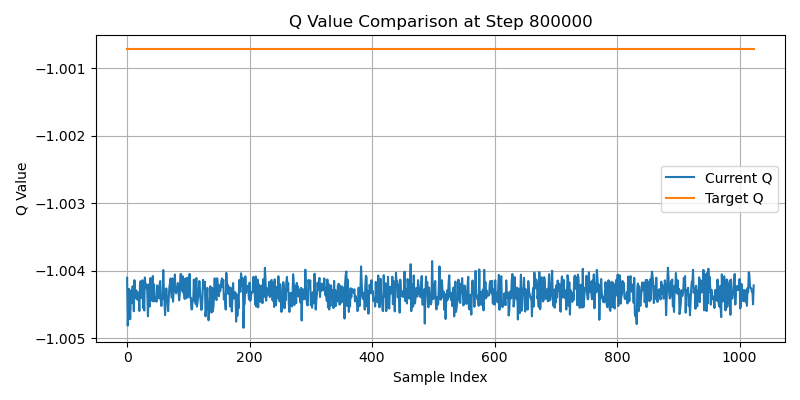 Q Value Comparison at Step 800000
−1.001
−1.002
−1.003
−1.004
−1.005
Q Value
Current Q
Target Q
0
200
400
600
800
1000
Sample Index